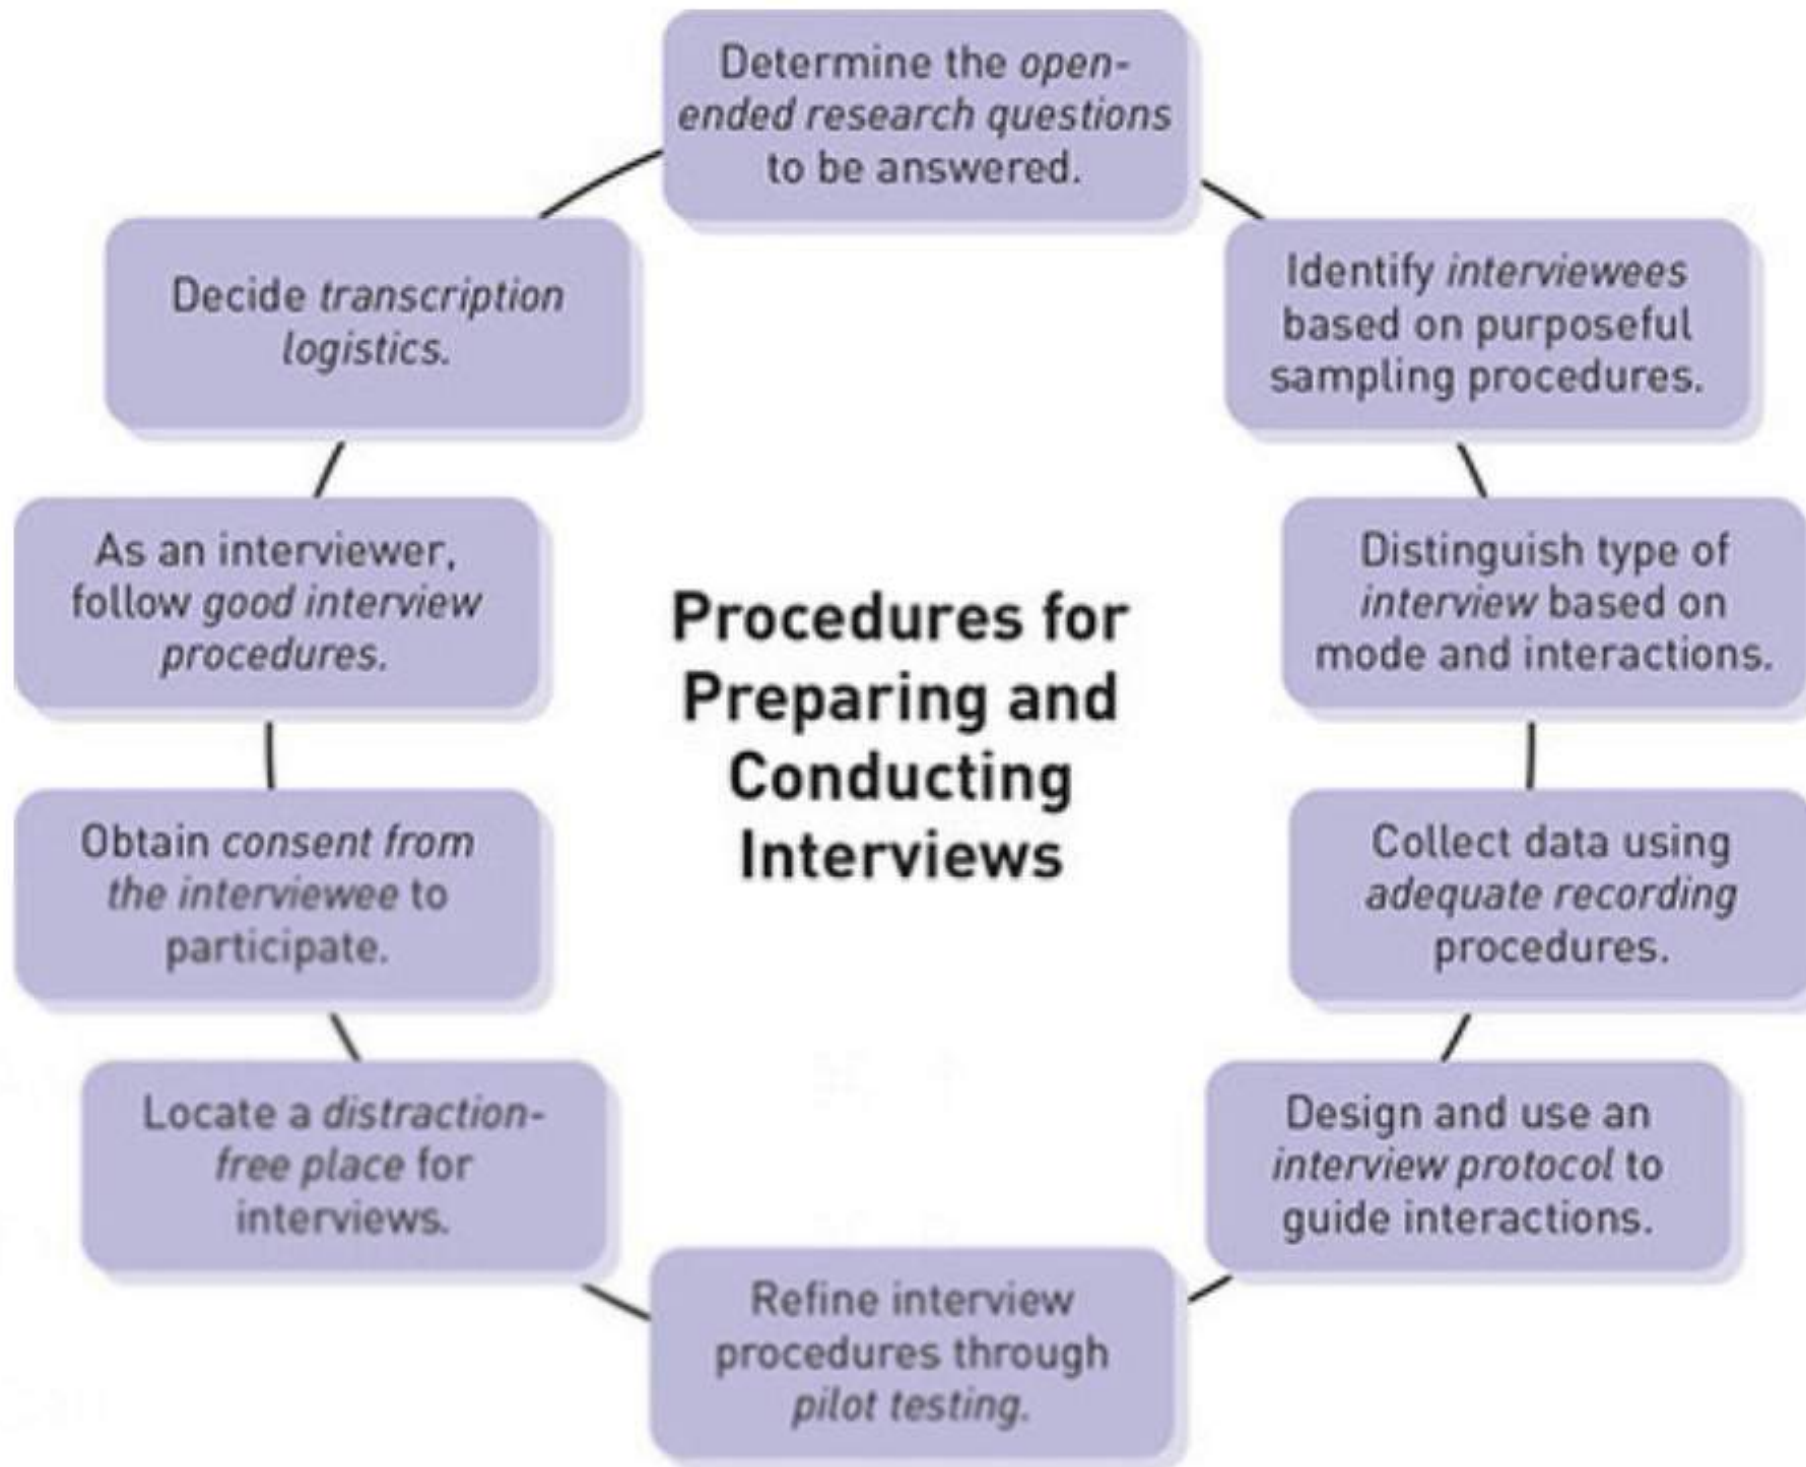 Determine the open-
ended research questions
to be answered.
Identify interviewees
based on purposeful
sampling procedures.
Distinguish type of
interview based on
mode and interactions.
Collect data using
adequate recording
procedures.
Design and use an
interview protocol to
guide interactions.
Refine interview
procedures through
pilot testing.
Locate a distraction-
free place for
interviews.
Obtain consent from
the interviewee to
participate.
As an interviewer,
follow good interview
procedures.
Decide transcription
logistics.
Procedures for
Preparing and
Conducting
Interviews